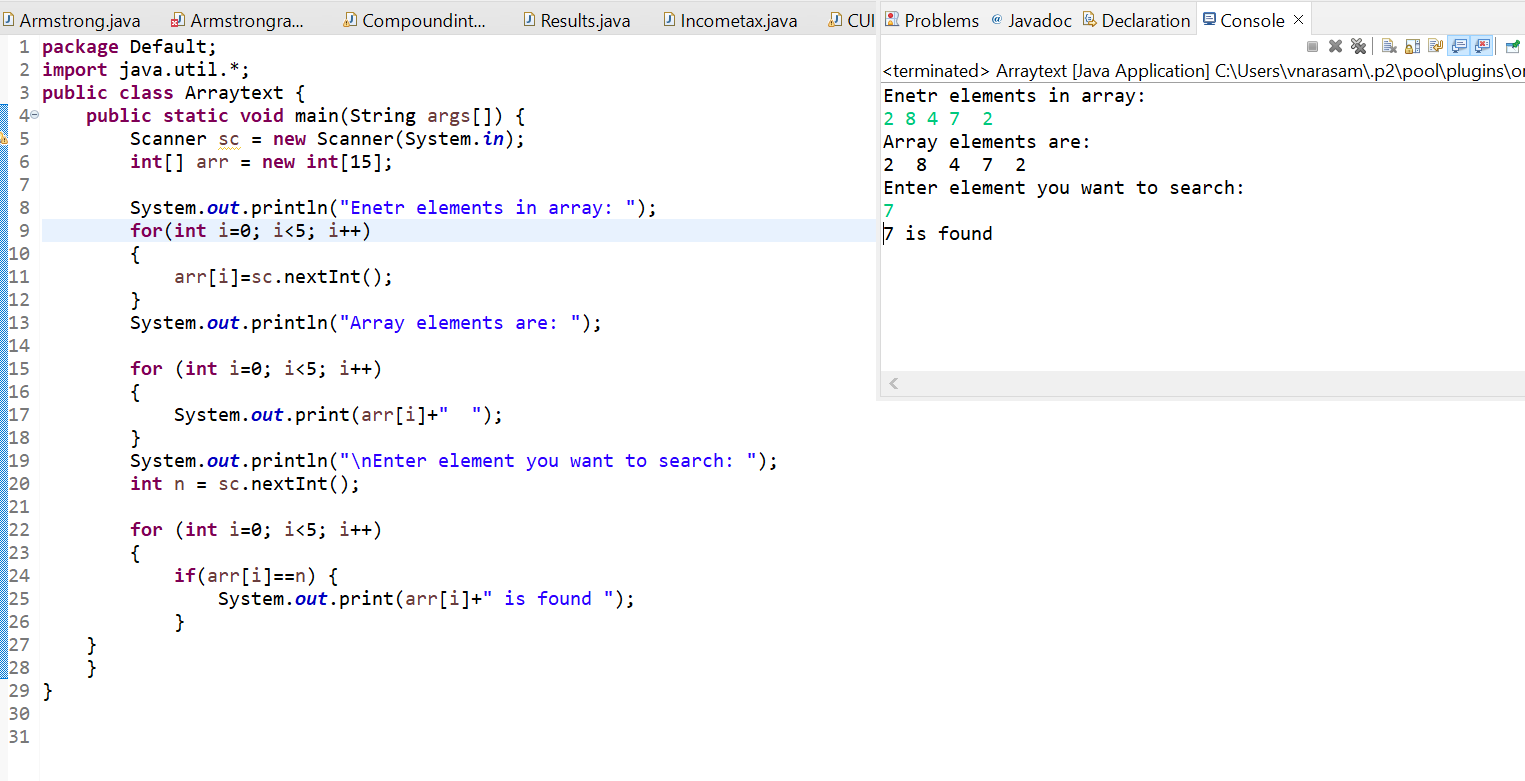 Armstrong.java Armstrongra... Compoundint... Results.java Incometax.java CUI
1 package Default;
2 import java.util.*;
3 public class Arraytext {
4 public static void main(String args[]) {
5 Scanner sc = new Scanner(System.in);
6 int[] arr = new int[15];
7
8 System.out.println("Enetr elements in array: ");
9 for(int i=0; i<5; i++)
10 {
11 arr[i]=sc.nextInt();
12 }
13 System.out.println("Array elements are: ");
14
15 for (int i=0; i<5; i++)
16 {
17 System.out.print(arr[i]+"  ");
18 }
19 System.out.println("\nEnter element you want to search: ");
20 int n = sc.nextInt();
21
22 for (int i=0; i<5; i++)
23 {
24 if(arr[i]==n) {
25 System.out.print(arr[i]+" is found ");
26 }
27 }
28 }
29 }
30
31
Problems Javadoc Declaration Console
<terminated> Arraytext [Java Application] C:\Users\vnarasam\.p2\pool\plugins\or
Enetr elements in array:
2 8 4 7  2
Array elements are:
2  8  4  7  2
Enter element you want to search:
7
7 is found